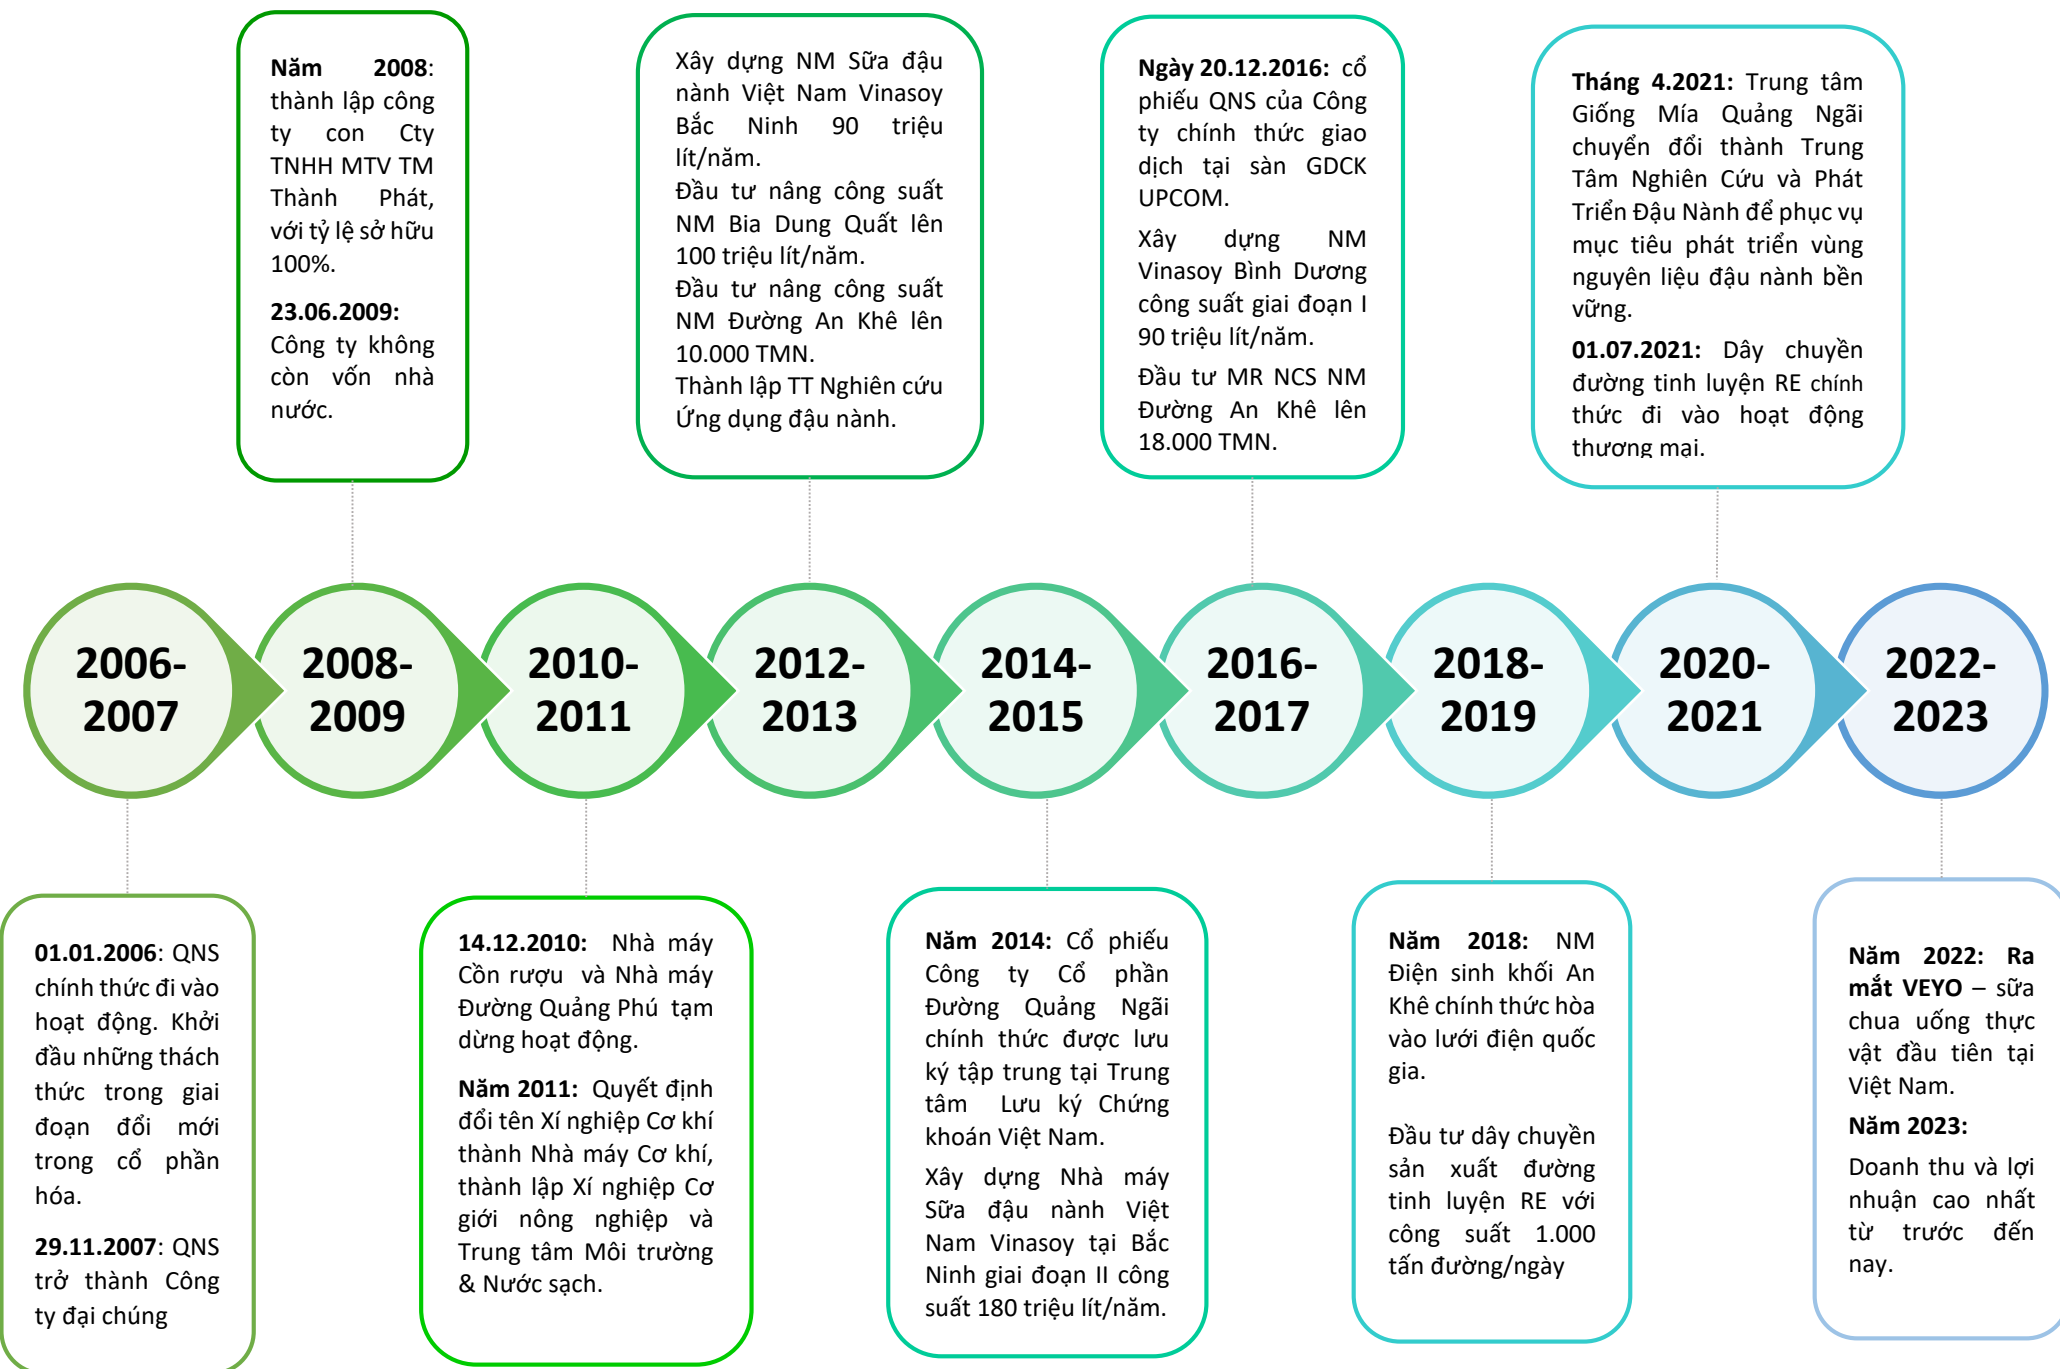 Năm 2008:
thành lập công
ty con Cty
TNHH MTV TM
Thành Phát,
với tỷ lệ sở hữu
100%.
23.06.2009:
Công ty không
còn vốn nhà
nước.
Xây dựng NM Sữa đậu
nành Việt Nam Vinasoy
Bắc Ninh 90 triệu
lít/năm.
Đầu tư nâng công suất
NM Bia Dung Quất lên
100 triệu lít/năm.
Đầu tư nâng công suất
NM Đường An Khê lên
10.000 TMN.
Thành lập TT Nghiên cứu
Ứng dụng đậu nành.
Ngày 20.12.2016: cổ
phiếu QNS của Công
ty chính thức giao
dịch tại sàn GDCK
UPCOM.
Xây dựng NM
Vinasoy Bình Dương
công suất giai đoạn I
90 triệu lít/năm.
Đầu tư MR NCS NM
Đường An Khê lên
18.000 TMN.
Tháng 4.2021: Trung tâm
Giống Mía Quảng Ngãi
chuyển đổi thành Trung
Tâm Nghiên Cứu và Phát
Triển Đậu Nành để phục vụ
mục tiêu phát triển vùng
nguyên liệu đậu nành bền
vững.
01.07.2021: Dây chuyền
đường tinh luyện RE chính
thức đi vào hoạt động
thương mại.
2006-
2007
2008-
2009
2010-
2011
2012-
2013
2014-
2015
2016-
2017
2018-
2019
2020-
2021
2022-
2023
01.01.2006: QNS
chính thức đi vào
hoạt động. Khởi
đầu những thách
thức trong giai
đoạn đổi mới
trong cổ phần
hóa.
29.11.2007: QNS
trở thành Công
ty đại chúng
14.12.2010: Nhà máy
Cồn rượu và Nhà máy
Đường Quảng Phú tạm
dừng hoạt động.
Năm 2011: Quyết định
đổi tên Xí nghiệp Cơ khí
thành Nhà máy Cơ khí,
thành lập Xí nghiệp Cơ
giới nông nghiệp và
Trung tâm Môi trường
& Nước sạch.
Năm 2014: Cổ phiếu
Công ty Cổ phần
Đường Quảng Ngãi
chính thức được lưu
ký tập trung tại Trung
tâm Lưu ký Chứng
khoán Việt Nam.
Xây dựng Nhà máy
Sữa đậu nành Việt
Nam Vinasoy tại Bắc
Ninh giai đoạn II công
suất 180 triệu lít/năm.
Năm 2018: NM
Điện sinh khối An
Khê chính thức hòa
vào lưới điện quốc
gia.
Đầu tư dây chuyền
sản xuất đường
tinh luyện RE với
công suất 1.000
tấn đường/ngày
Năm 2022: Ra
mắt VEYO – sữa
chua uống thực
vật đầu tiên tại
Việt Nam.
Năm 2023:
Doanh thu và lợi
nhuận cao nhất
từ trước đến
nay.